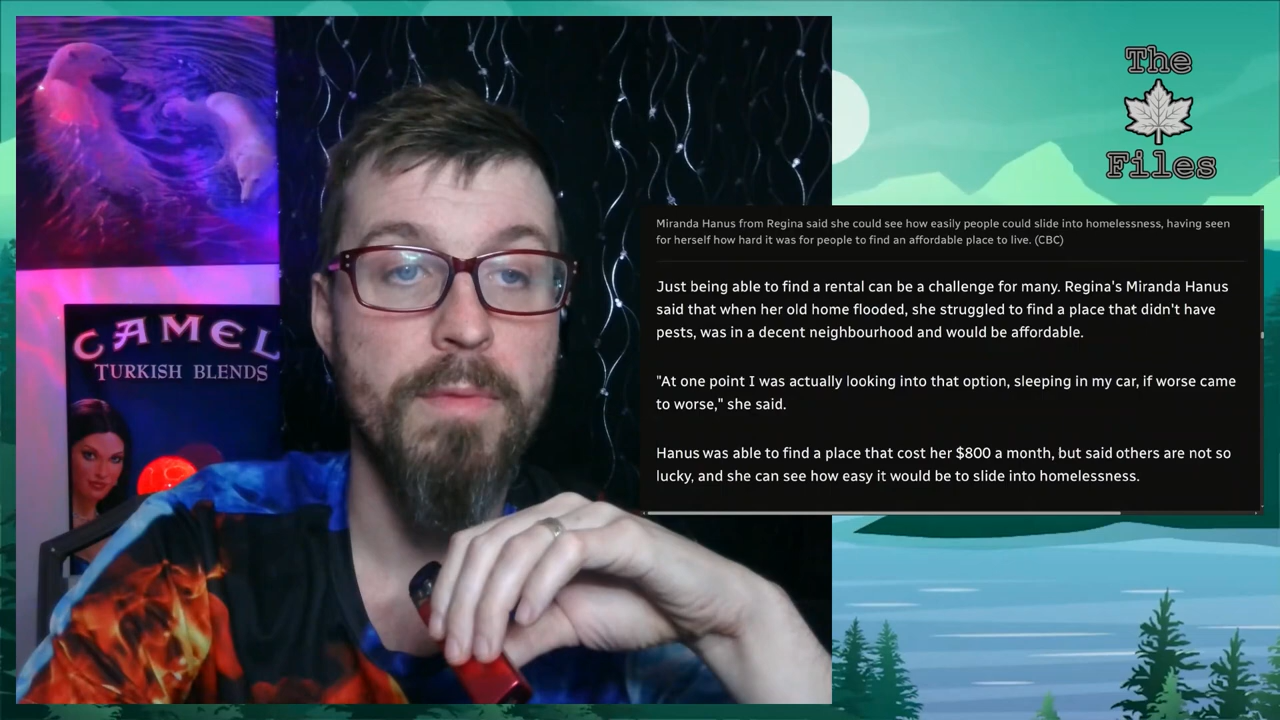 The
Files
CAMEL
TURKISH BLENDS
Miranda Hanus from Regina said she could see how easily people could slide into homelessness, having seen
for herself how hard it was for people to find an affordable place to live. (CBC)
Just being able to find a rental can be a challenge for many. Regina's Miranda Hanus
said that when her old home flooded, she struggled to find a place that didn't have
pests, was in a decent neighbourhood and would be affordable.
"At one point I was actually looking into that option, sleeping in my car, if worse came
to worse," she said.
Hanus was able to find a place that cost her $800 a month, but said others are not so
lucky, and she can see how easy it would be to slide into homelessness.